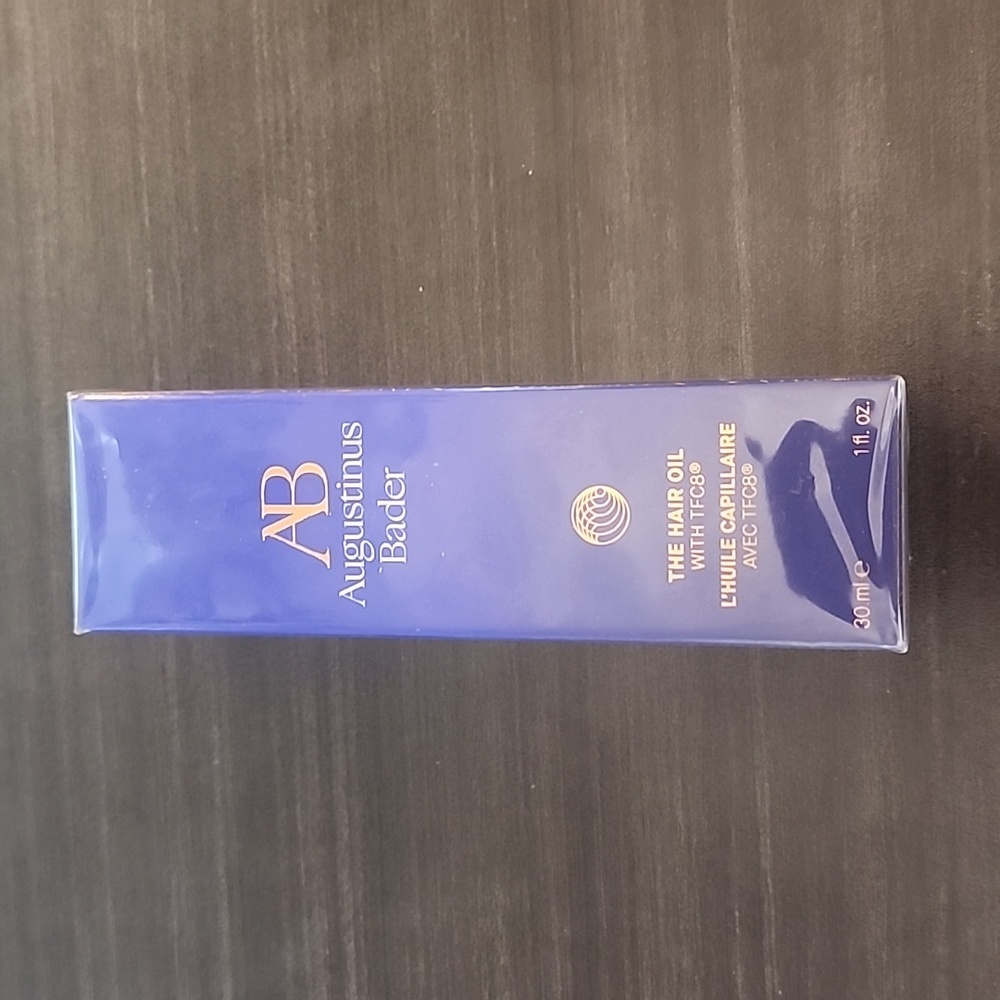 AB
Augustinus
Bader
THE HAIR OIL
WITH TFC8®
L'HUILE CAPILLAIRE
AVEC TFC8®
30 ml ℮ 1 fl. oz.